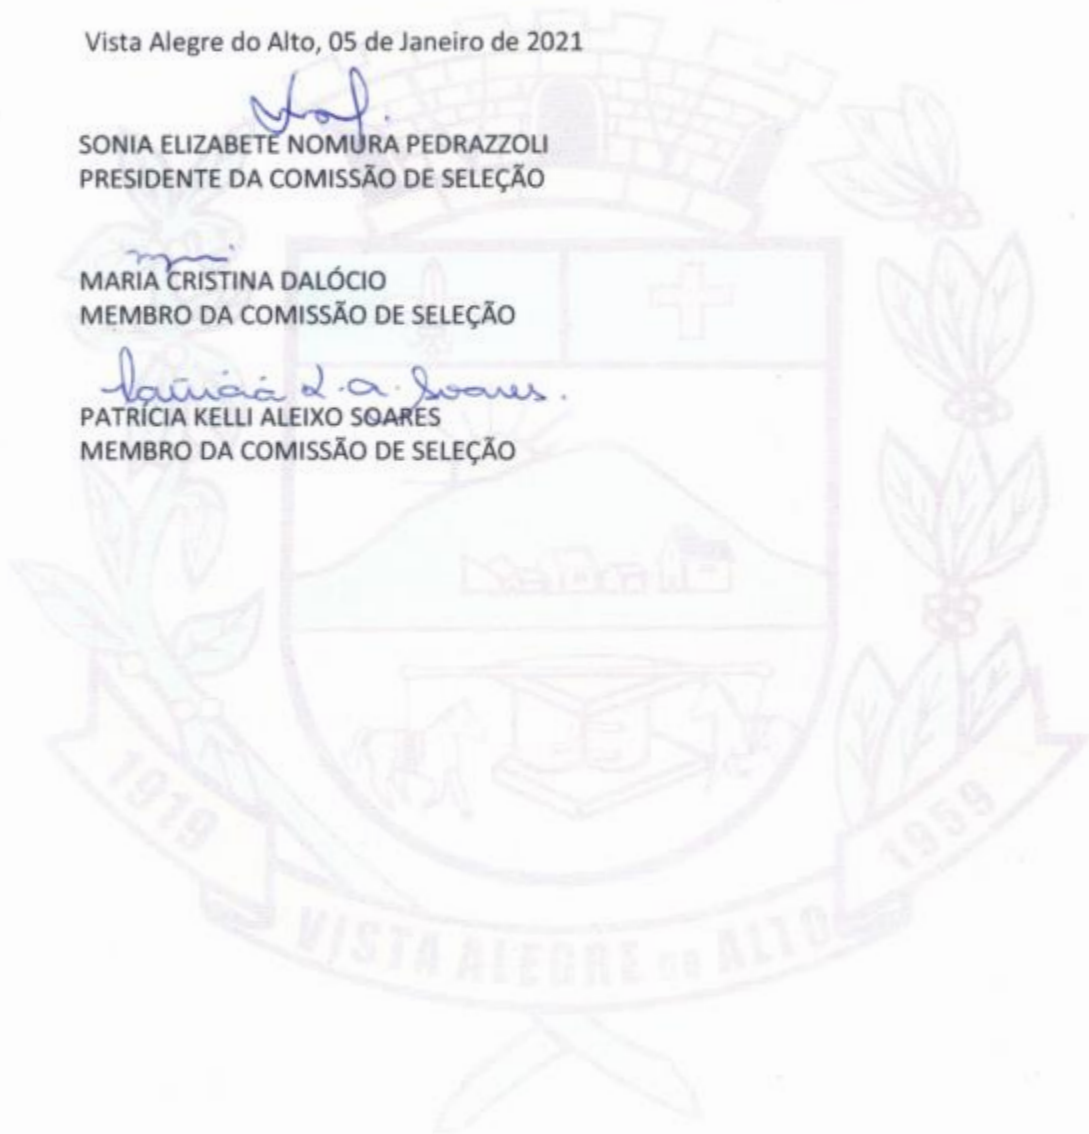 Vista Alegre do Alto, 05 de Janeiro de 2021
SONIA ELIZABETE NOMURA PEDRAZZOLI
PRESIDENTE DA COMISSÃO DE SELEÇÃO
MARIA CRISTINA DALÓCIO
MEMBRO DA COMISSÃO DE SELEÇÃO
Patricia K. A. Soares.
PATRÍCIA KELLI ALEIXO SOARES
MEMBRO DA COMISSÃO DE SELEÇÃO
1919
1959
VISTA ALEGRE DO ALTO